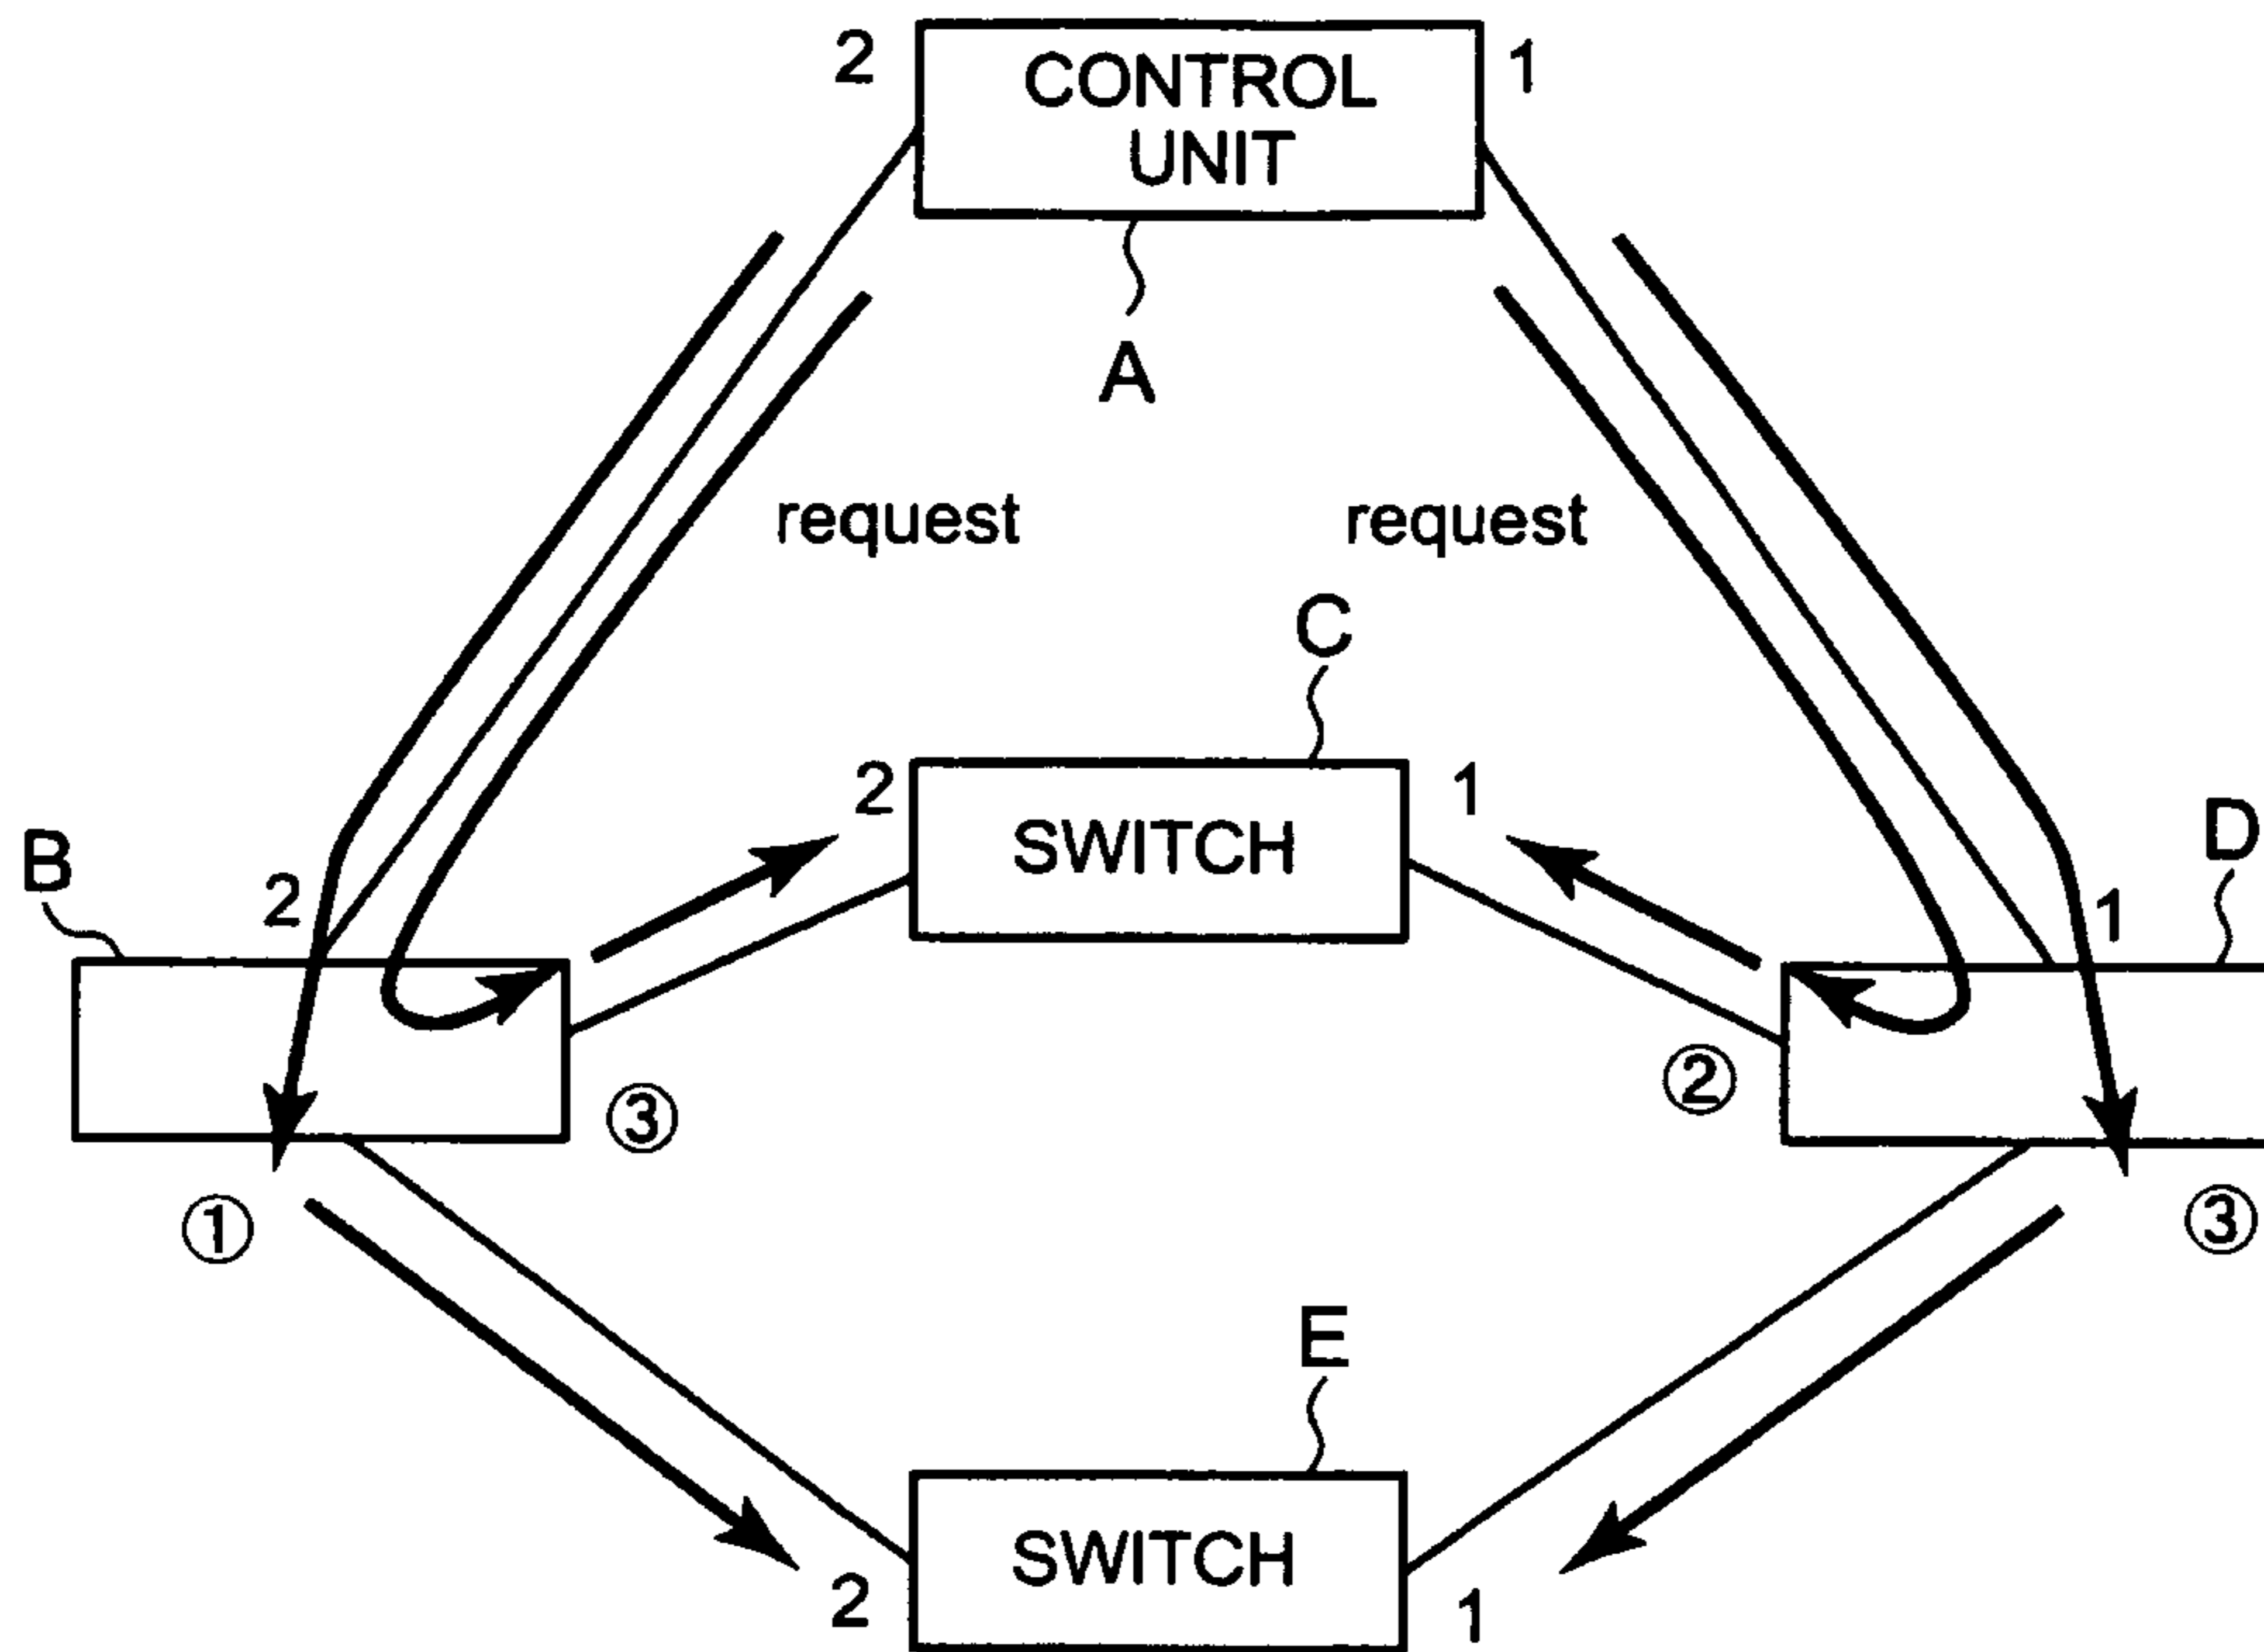 2
CONTROL
UNIT
1
A
request
request
C
2
SWITCH
1
B
2
D
1
③
②
①
③
E
SWITCH
2
1